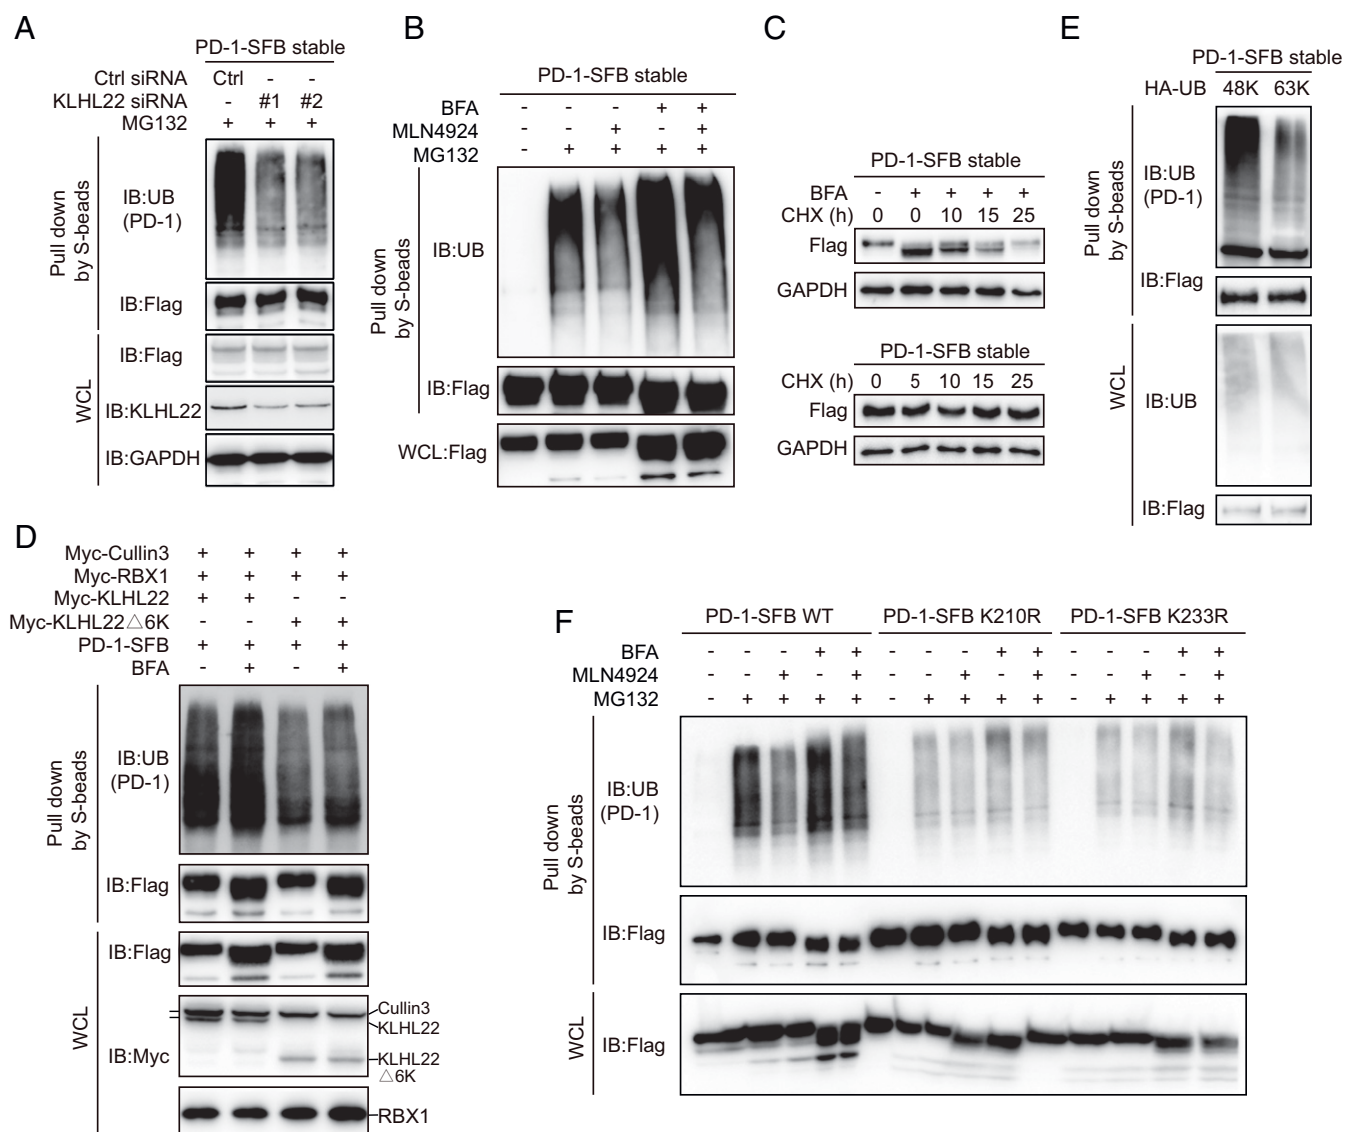 A
PD-1-SFB stable
Ctrl siRNA Ctrl - -
KLHL22 siRNA - #1 #2
MG132 + + +
Pull down
by S-beads
IB:UB
(PD-1)
IB:Flag
WCL
IB:Flag
IB:KLHL22
IB:GAPDH
B
PD-1-SFB stable
BFA - - - + +
MLN4924 - - + - +
MG132 - + + + +
Pull down
by S-beads
IB:UB
IB:Flag
WCL:Flag
C
PD-1-SFB stable
BFA - + + + +
CHX (h) 0 0 10 15 25
Flag
GAPDH
PD-1-SFB stable
CHX (h) 0 5 10 15 25
Flag
GAPDH
E
PD-1-SFB stable
HA-UB 48K 63K
Pull down
by S-beads
IB:UB
(PD-1)
IB:Flag
WCL
IB:UB
IB:Flag
D
Myc-Cullin3 + + + +
Myc-RBX1 + + + +
Myc-KLHL22 + + - -
Myc-KLHL22△6K - - + +
PD-1-SFB + + + +
BFA - + - +
Pull down
by S-beads
IB:UB
(PD-1)
IB:Flag
WCL
IB:Flag
IB:Myc
Cullin3
KLHL22
KLHL22
△6K
RBX1
F
PD-1-SFB WT PD-1-SFB K210R PD-1-SFB K233R
BFA - - - + + - - - + + - - - + +
MLN4924 - - + - + - - + - + - - + - +
MG132 - + + + + - + + + + - + + + +
Pull down
by S-beads
IB:UB
(PD-1)
IB:Flag
WCL
IB:Flag